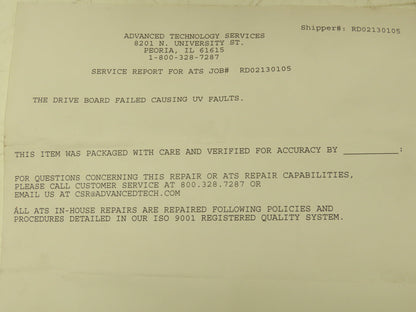 Shipper#: RD02130105
ADVANCED TECHNOLOGY SERVICES
8201 N. UNIVERSITY ST.
PEORIA, IL 61615
1-800-328-7287
SERVICE REPORT FOR ATS JOB# RD02130105
THE DRIVE BOARD FAILED CAUSING UV FAULTS.
THIS ITEM WAS PACKAGED WITH CARE AND VERIFIED FOR ACCURACY BY __________:
FOR QUESTIONS CONCERNING THIS REPAIR OR ATS REPAIR CAPABILITIES,
PLEASE CALL CUSTOMER SERVICE AT 800.328.7287 OR
EMAIL US AT CSR@ADVANCEDTECH.COM
ALL ATS IN-HOUSE REPAIRS ARE REPAIRED FOLLOWING POLICIES AND
PROCEDURES DETAILED IN OUR ISO 9001 REGISTERED QUALITY SYSTEM.